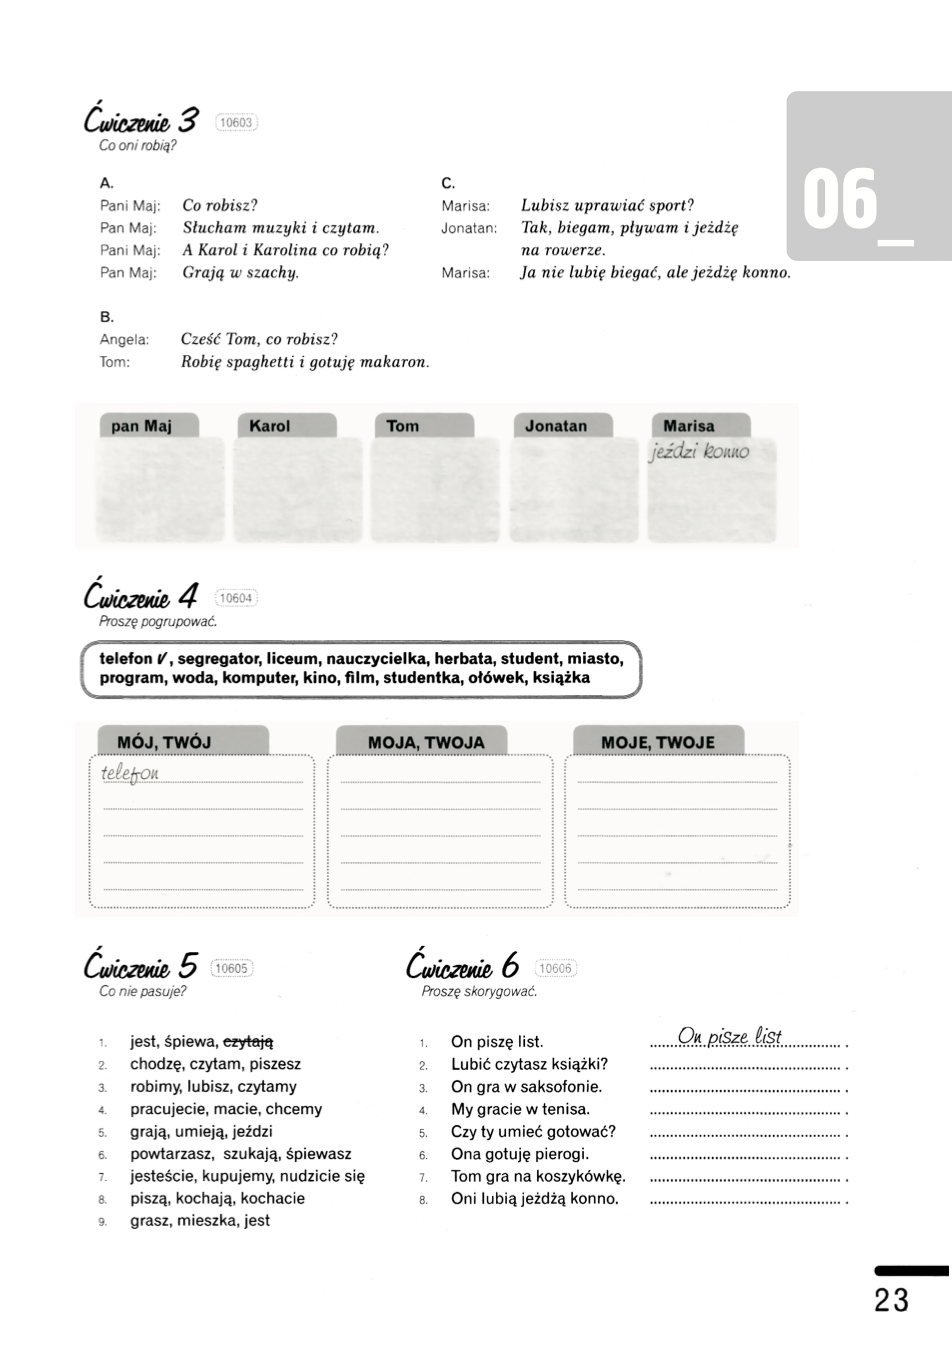 06_
Ćwiczenie 3 10603
Co oni robią?
A.
Pani Maj: Co robisz?
Pan Maj: Słucham muzyki i czytam.
Pani Maj: A Karol i Karolina co robią?
Pan Maj: Grają w szachy.
B.
Angela: Cześć Tom, co robisz?
Tom: Robię spaghetti i gotuję makaron.
C.
Marisa: Lubisz uprawiać sport?
Jonatan: Tak, biegam, pływam i jeżdżę
na rowerze.
Marisa: Ja nie lubię biegać, ale jeżdżę konno.
pan Maj Karol Tom Jonatan Marisa
jeździ konno
Ćwiczenie 4 10604
Proszę pogrupować.
telefon ✓, segregator, liceum, nauczycielka, herbata, student, miasto,
program, woda, komputer, kino, film, studentka, ołówek, książka
MÓJ, TWÓJ MOJA, TWOJA MOJE, TWOJE
telefon
Ćwiczenie 5 10605
Co nie pasuje?
1. jest, śpiewa, czytają
2. chodzę, czytam, piszesz
3. robimy, lubisz, czytamy
4. pracujecie, macie, chcemy
5. grają, umieją, jeździ
6. powtarzasz, szukają, śpiewasz
7. jesteście, kupujemy, nudzicie się
8. piszą, kochają, kochacie
9. grasz, mieszka, jest
Ćwiczenie 6 10606
Proszę skorygować.
1. On piszę list. On pisze list.
2. Lubić czytasz książki?
3. On gra w saksofonie.
4. My gracie w tenisa.
5. Czy ty umieć gotować?
6. Ona gotuję pierogi.
7. Tom gra na koszykówkę.
8. Oni lubią jeżdżą konno.
23